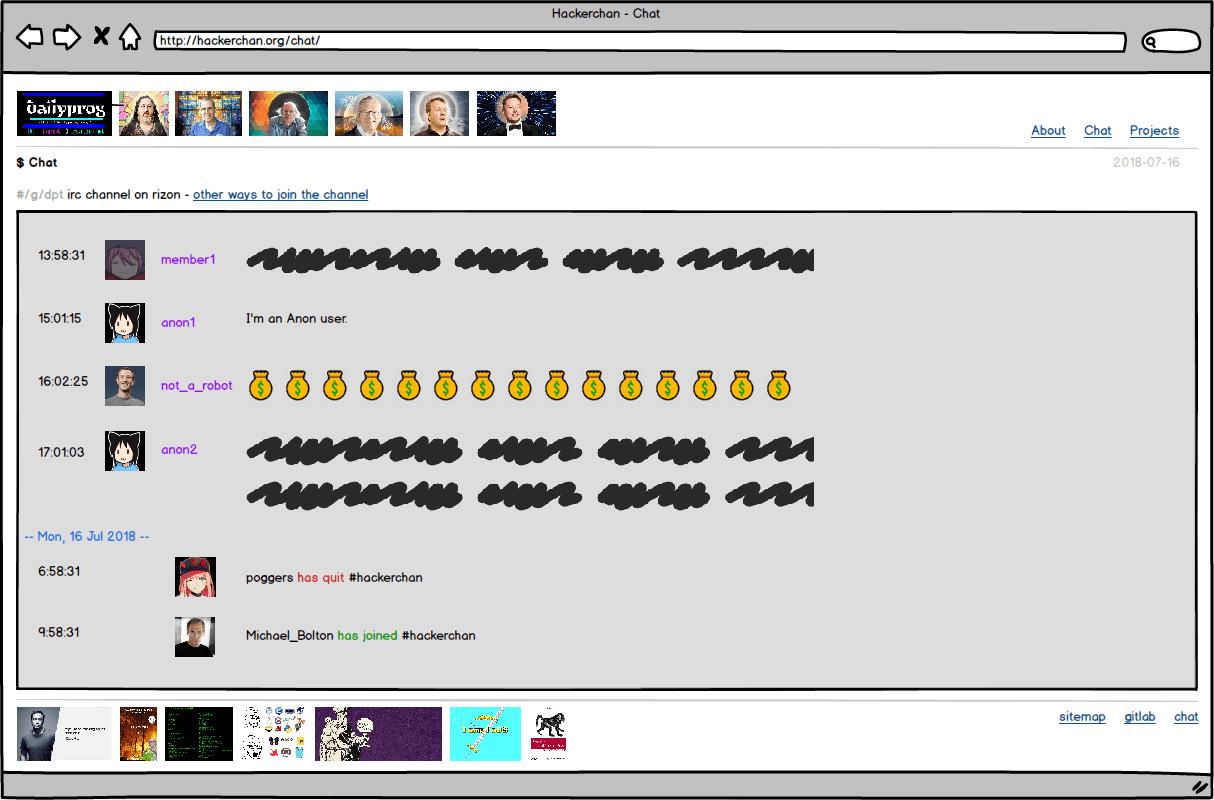 Hackerchan - Chat
http://hackerchan.org/chat/
dailyprog
About Chat Projects
$ Chat 2018-07-16
#/g/dpt irc channel on rizon - other ways to join the channel
13:58:31 member1
15:01:15 anon1 I'm an Anon user.
16:02:25 not_a_robot
17:01:03 anon2
-- Mon, 16 Jul 2018 --
6:58:31 poggers has quit #hackerchan
9:58:31 Michael_Bolton has joined #hackerchan
sitemap gitlab chat